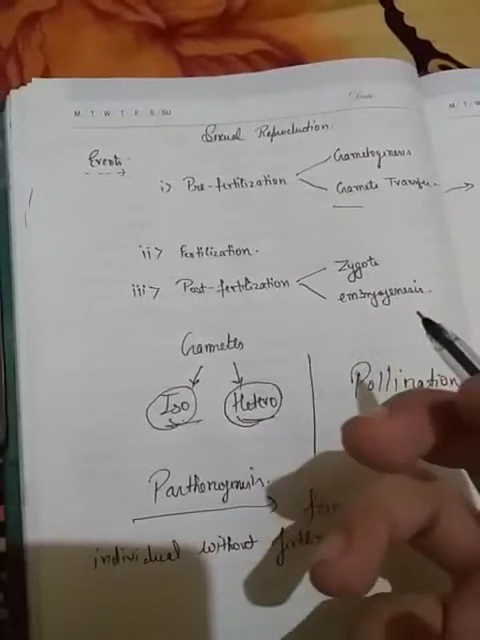 M T W T F S/SU Date M/T/W
Sexual Reproduction
Events
i> Pre-fertilization Gametogenesis
Gamete Transfer
ii> Fertilization.
iii> Post-fertilization Zygote
embryogenesis.
Gametes
Iso Hetero
Pollination
Parthenogenesis.
individual without